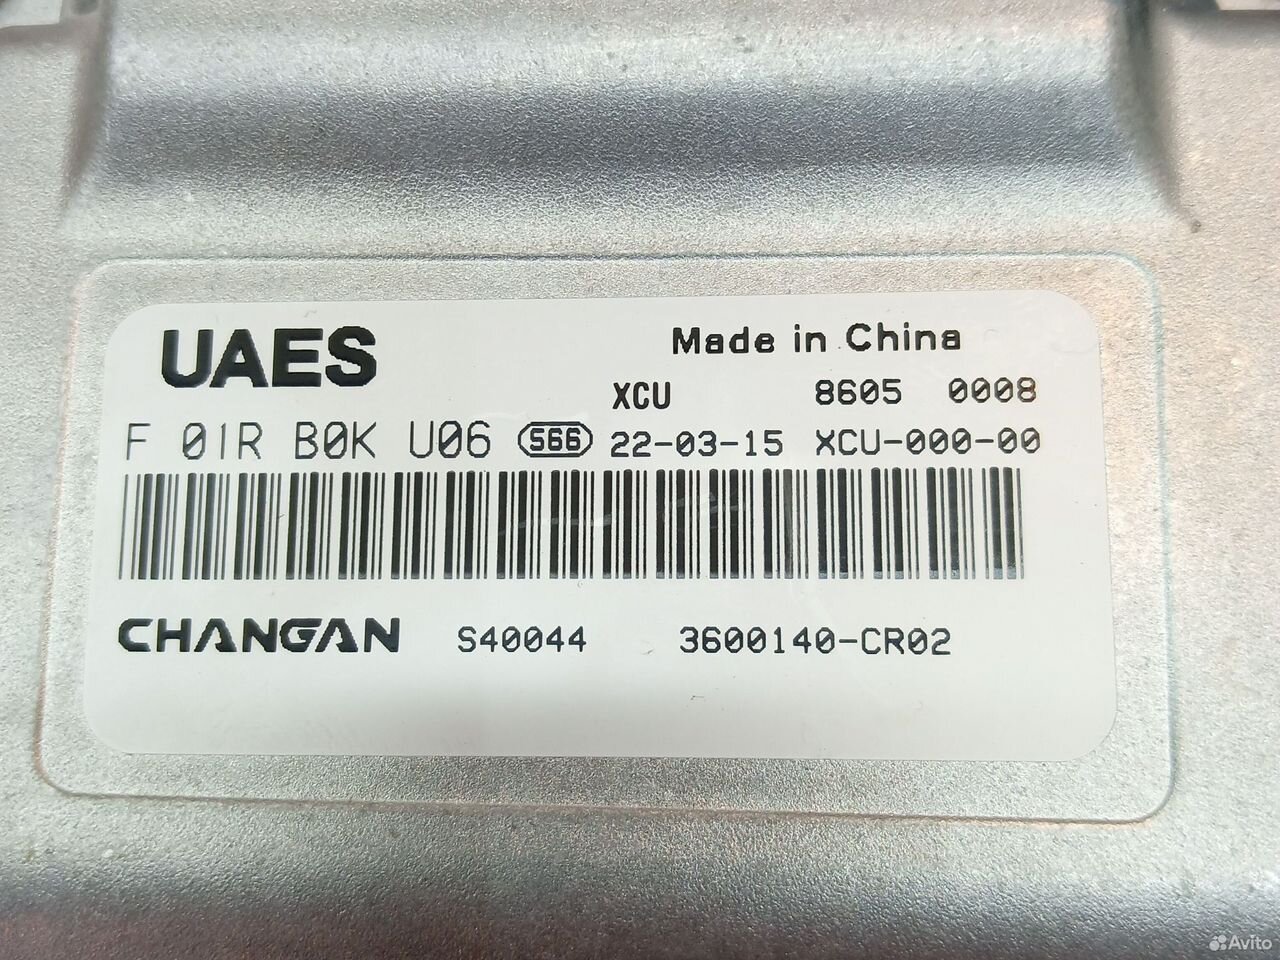 UAES
Made in China
XCU 8605 0008
F 01R B0K U06 S66 22-03-15 XCU-000-00
CHANGAN S40044 3600140-CR02
Avito